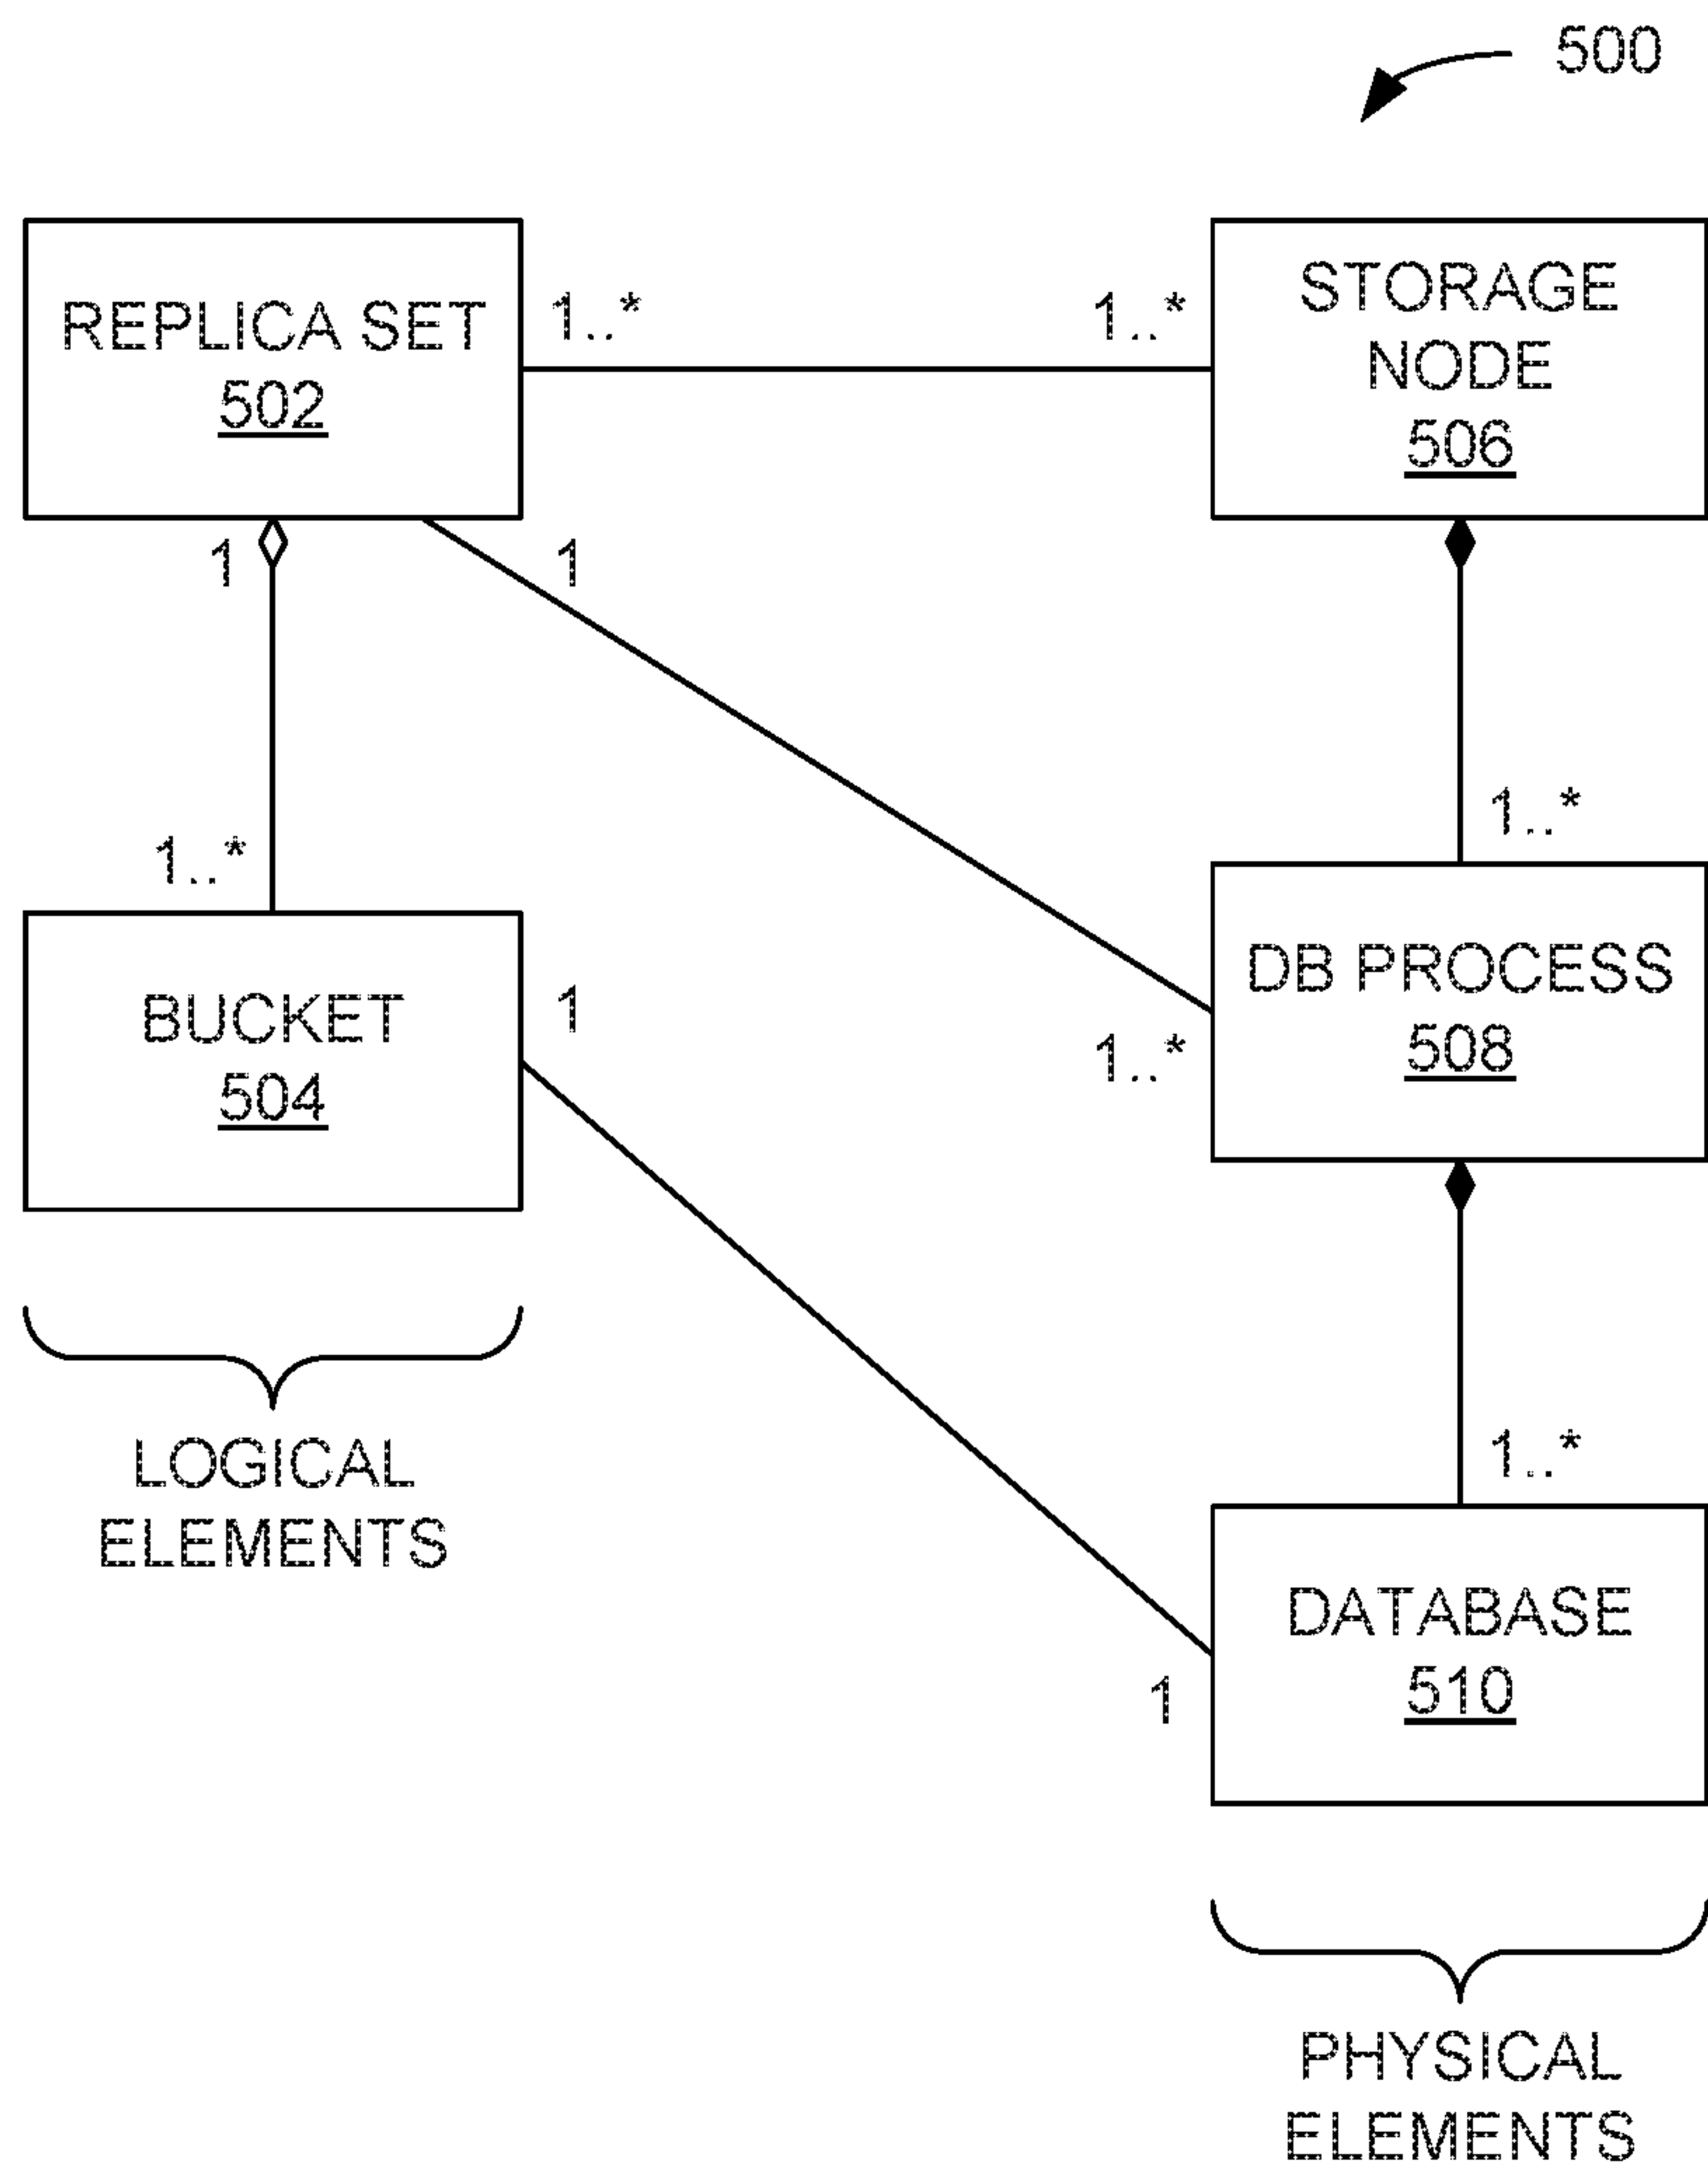 500
REPLICA SET
502
1..*
1..*
STORAGE
NODE
506
1
1
1..*
1..*
BUCKET
504
1
DB PROCESS
508
1..*
LOGICAL
ELEMENTS
1..*
DATABASE
510
1
PHYSICAL
ELEMENTS